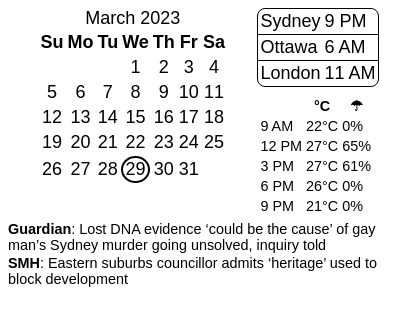 March 2023
Su Mo Tu We Th Fr Sa
1 2 3 4
5 6 7 8 9 10 11
12 13 14 15 16 17 18
19 20 21 22 23 24 25
26 27 28 29 30 31
Sydney 9 PM
Ottawa 6 AM
London 11 AM
°C ☂
9 AM 22°C 0%
12 PM 27°C 65%
3 PM 27°C 61%
6 PM 26°C 0%
9 PM 21°C 0%
Guardian: Lost DNA evidence ‘could be the cause’ of gay
man’s Sydney murder going unsolved, inquiry told
SMH: Eastern suburbs councillor admits ‘heritage’ used to
block development